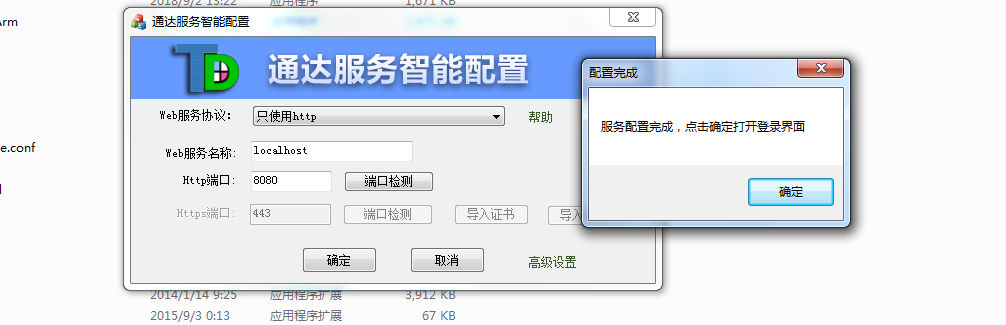 2018/9/2 13:22 应用程序 1,671 KB
通达服务智能配置
Arm
TD 通达服务智能配置
配置完成
Web服务协议： 只使用http 帮助
服务配置完成，点击确定打开登录界面
Web服务名称: localhost
e.conf
Http端口: 8080 端口检测
确定
Https端口: 443 端口检测 导入证书 导入
确定 取消 高级设置
2014/1/14 9:25 应用程序扩展 3,912 KB
2015/9/3 0:13 应用程序扩展 67 KB